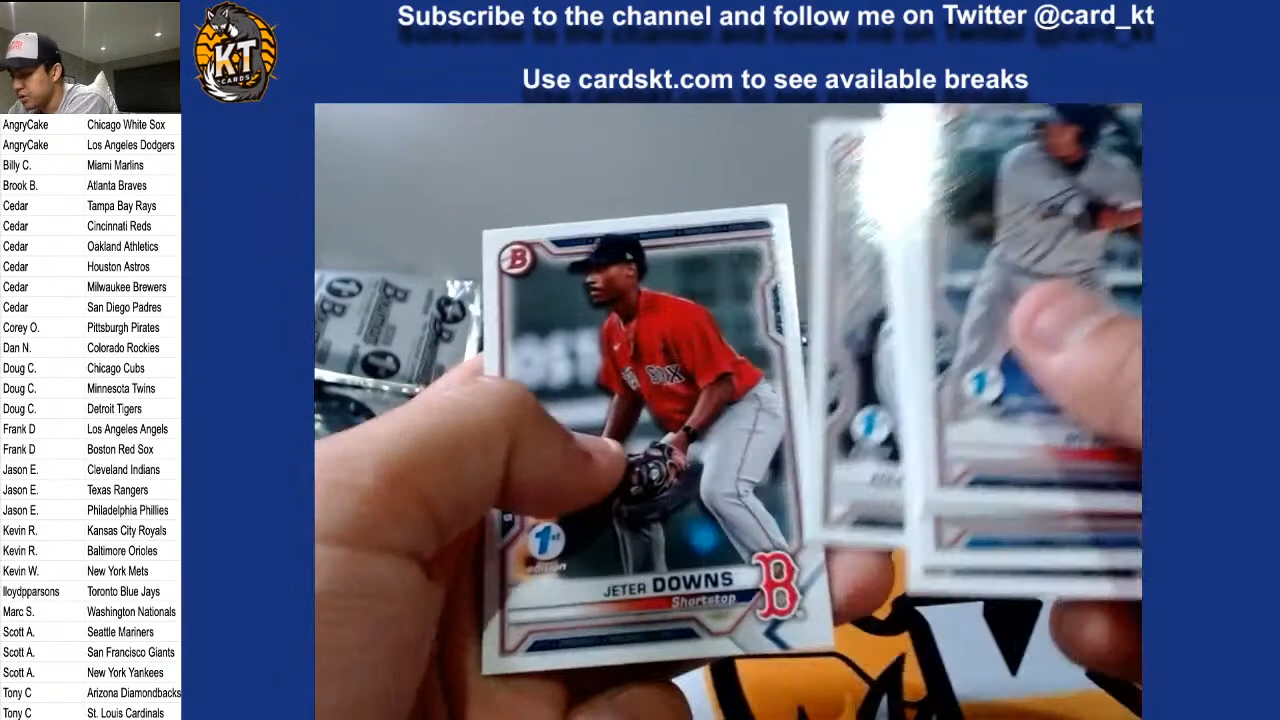 Subscribe to the channel and follow me on Twitter @card_kt
Use cardskt.com to see available breaks
KT
CARDS
AngryCake Chicago White Sox
AngryCake Los Angeles Dodgers
Billy C. Miami Marlins
Brook B. Atlanta Braves
Cedar Tampa Bay Rays
Cedar Cincinnati Reds
Cedar Oakland Athletics
Cedar Houston Astros
Cedar Milwaukee Brewers
Cedar San Diego Padres
Corey O. Pittsburgh Pirates
Dan N. Colorado Rockies
Doug C. Chicago Cubs
Doug C. Minnesota Twins
Doug C. Detroit Tigers
Frank D Los Angeles Angels
Frank D Boston Red Sox
Jason E. Cleveland Indians
Jason E. Texas Rangers
Jason E. Philadelphia Phillies
Kevin R. Kansas City Royals
Kevin R. Baltimore Orioles
Kevin W. New York Mets
lloydpparsons Toronto Blue Jays
Marc S. Washington Nationals
Scott A. Seattle Mariners
Scott A. San Francisco Giants
Scott A. New York Yankees
Tony C Arizona Diamondbacks
Tony C St. Louis Cardinals
B
SOX
1st
edition
JETER DOWNS
Shortstop
B
1st
1st